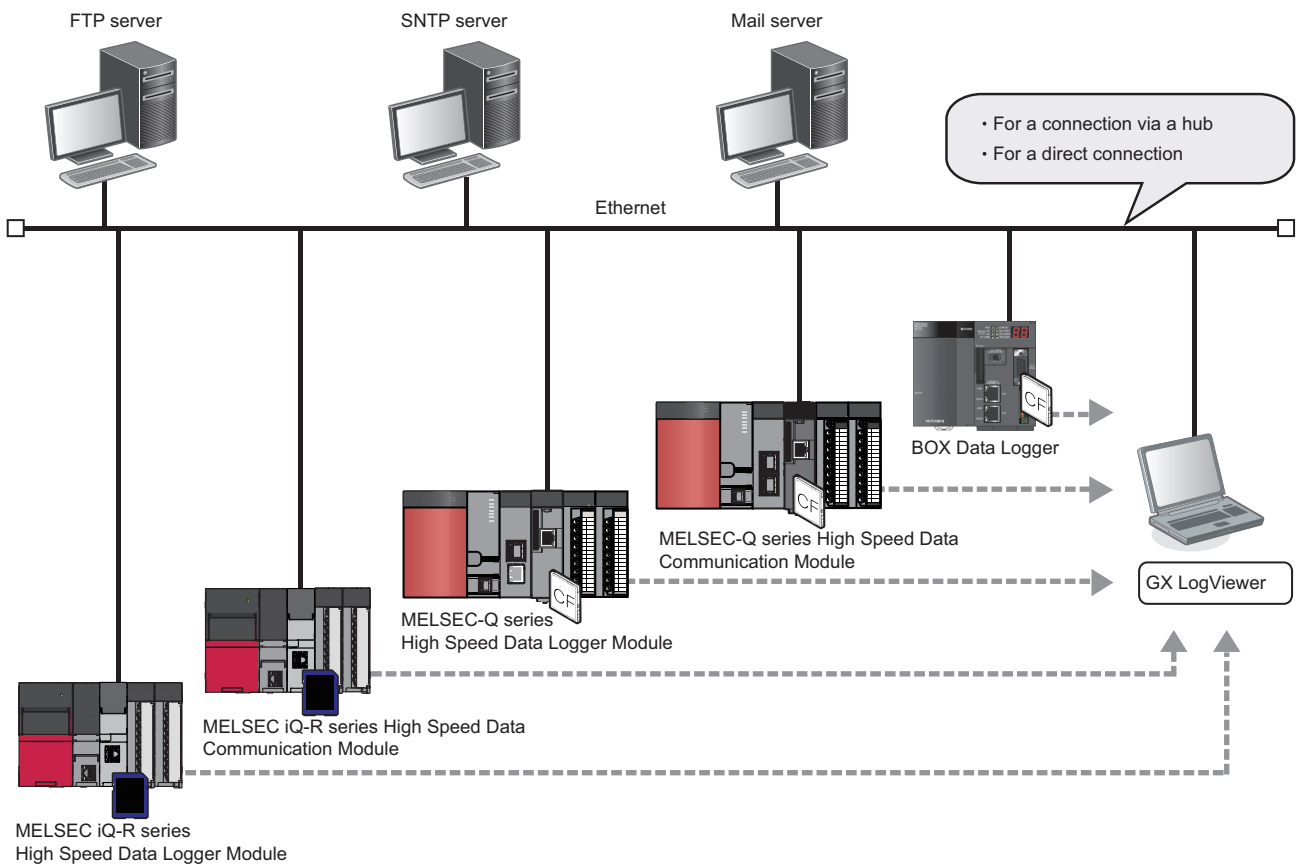 FTP server
SNTP server
Mail server
・For a connection via a hub
・For a direct connection
Ethernet
CF
BOX Data Logger
CF
MELSEC-Q series High Speed Data
Communication Module
CF
MELSEC-Q series
High Speed Data Logger Module
GX LogViewer
MELSEC iQ-R series High Speed Data
Communication Module
MELSEC iQ-R series
High Speed Data Logger Module